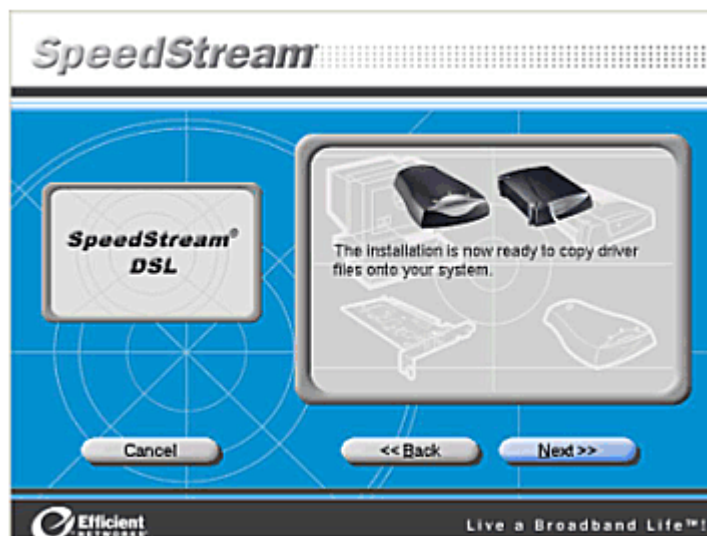 SpeedStream
SpeedStream®
DSL
The installation is now ready to copy driver
files onto your system.
Cancel
<< Back
Next >>
Efficient
NETWORKS®
Live a Broadband Life™!